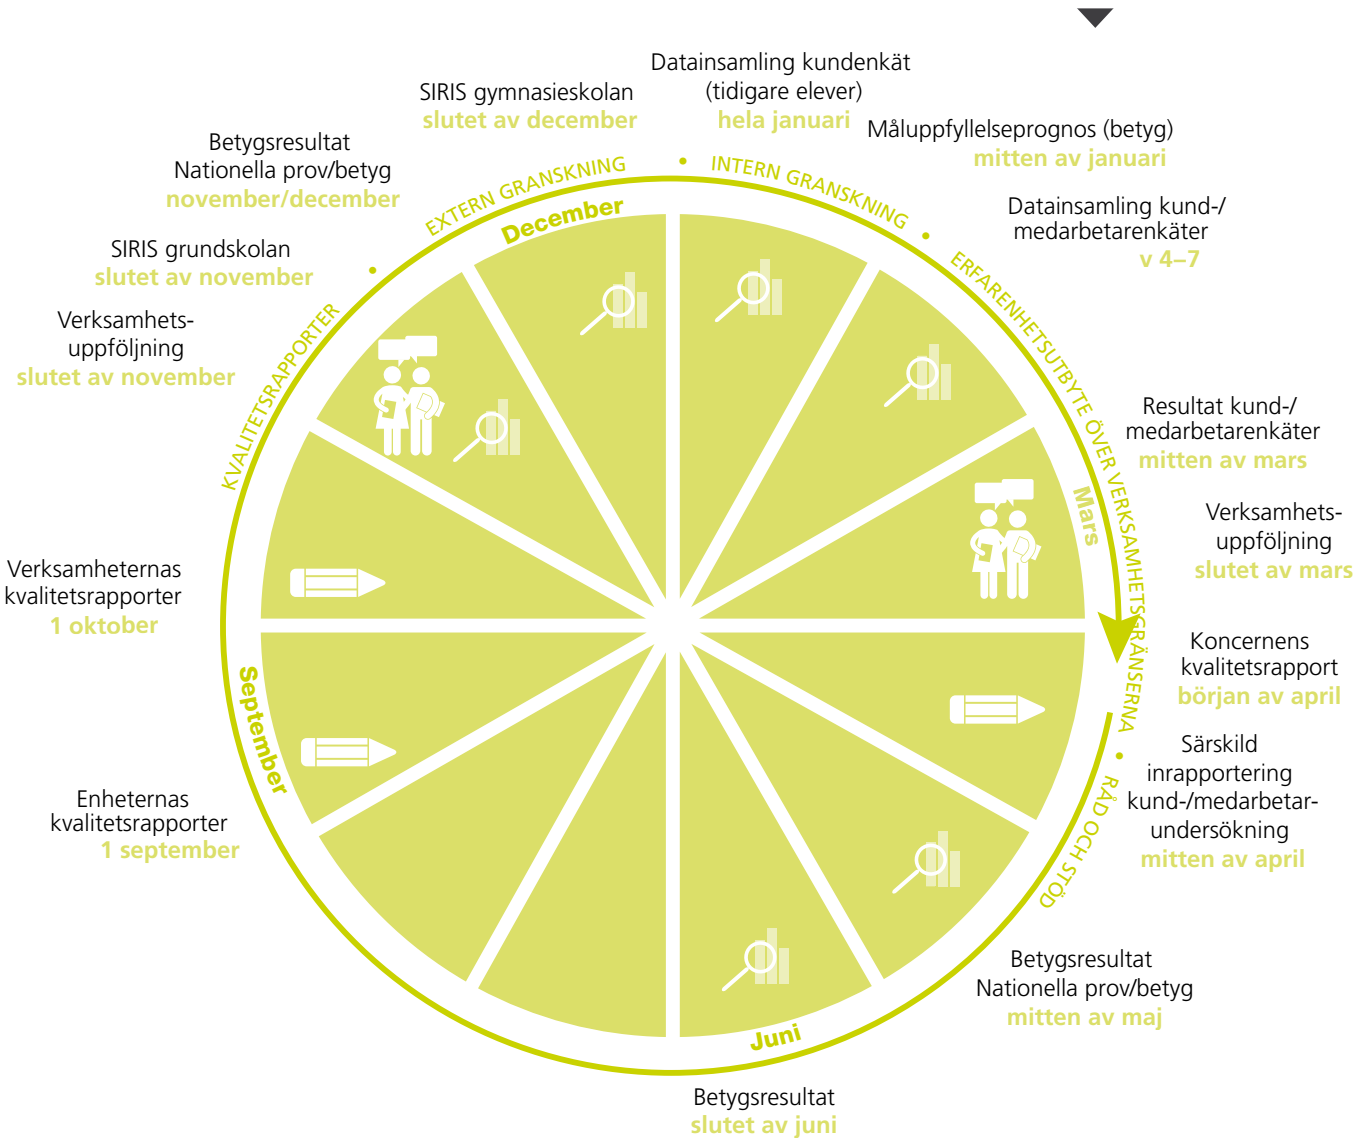 Datainsamling kundenkät
(tidigare elever)
hela januari
Måluppfyllelseprognos (betyg)
mitten av januari
Datainsamling kund-/
medarbetarenkäter
v 4–7
Resultat kund-/
medarbetarenkäter
mitten av mars
Verksamhets-
uppföljning
slutet av mars
Koncernens
kvalitetsrapport
början av april
Särskild
inrapportering
kund-/medarbetar-
undersökning
mitten av april
Betygsresultat
Nationella prov/betyg
mitten av maj
Betygsresultat
slutet av juni
Enheternas
kvalitetsrapporter
1 september
Verksamheternas
kvalitetsrapporter
1 oktober
Verksamhets-
uppföljning
slutet av november
SIRIS grundskolan
slutet av november
Betygsresultat
Nationella prov/betyg
november/december
SIRIS gymnasieskolan
slutet av december
KVALITETSRAPPORTER • EXTERN GRANSKNING • INTERN GRANSKNING • ERFARENHETSUTBYTE ÖVER VERKSAMHETSGRÄNSERNA • RÅD OCH STÖD
December
Mars
Juni
September